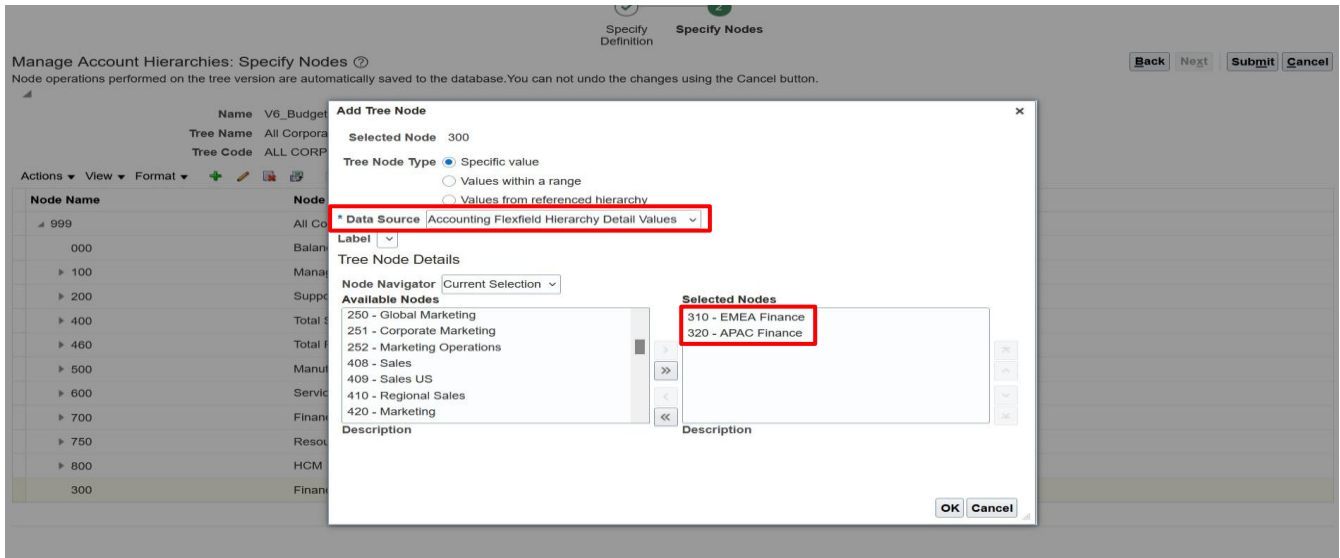 2
Specify Definition
Specify Nodes
Manage Account Hierarchies: Specify Nodes
Back Next Submit Cancel
Node operations performed on the tree version are automatically saved to the database.You can not undo the changes using the Cancel button.
Name V6_Budget
Tree Name All Corpora
Tree Code ALL CORP
Actions View Format
Node Name Node
999 All Co
000 Balan
100 Manag
200 Suppo
400 Total S
460 Total F
500 Manuf
600 Servic
700 Finan
750 Resou
800 HCM
300 Finan
Add Tree Node
Selected Node 300
Tree Node Type Specific value
Values within a range
Values from referenced hierarchy
* Data Source Accounting Flexfield Hierarchy Detail Values
Label
Tree Node Details
Node Navigator Current Selection
Available Nodes
250 - Global Marketing
251 - Corporate Marketing
252 - Marketing Operations
408 - Sales
409 - Sales US
410 - Regional Sales
420 - Marketing
Description
Selected Nodes
310 - EMEA Finance
320 - APAC Finance
Description
OK Cancel